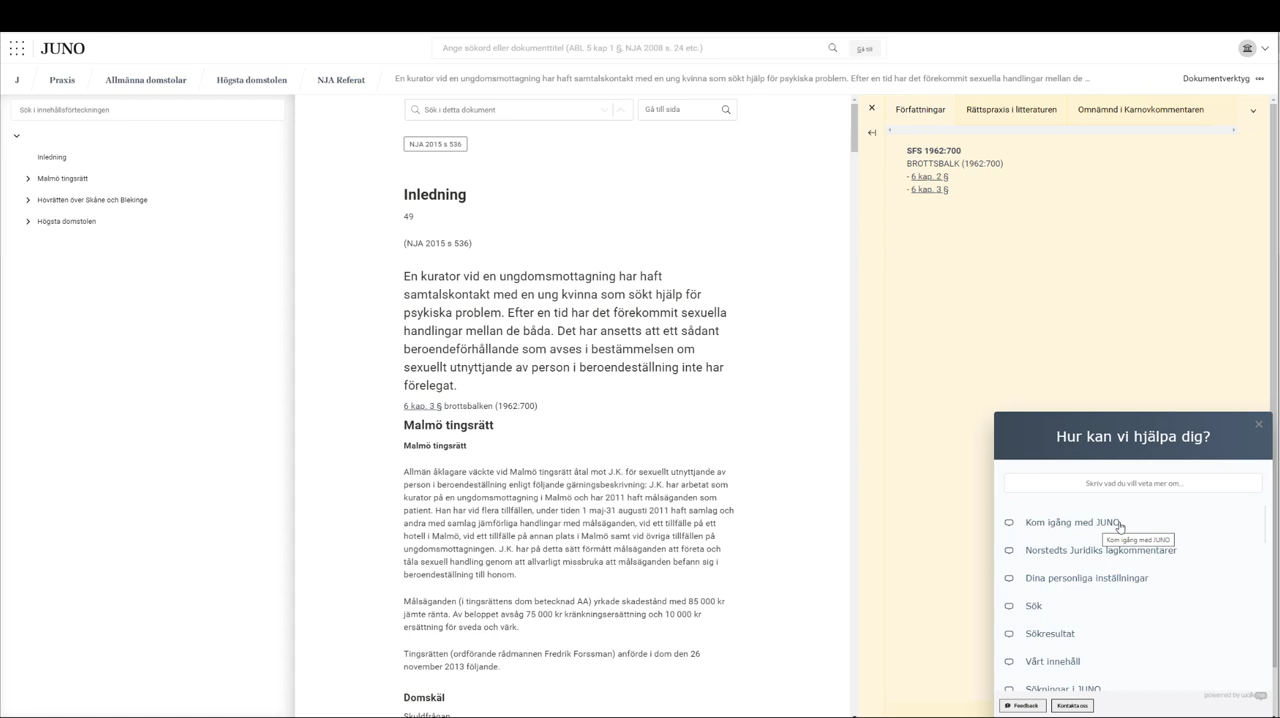 JUNO
Ange sökord eller dokumenttitel (ABL 5 kap 1 §, NJA 2008 s. 24 etc.)
Gå till
J
Praxis
Allmänna domstolar
Högsta domstolen
NJA Referat
En kurator vid en ungdomsmottagning har haft samtalskontakt med en ung kvinna som sökt hjälp för psykiska problem. Efter en tid har det förekommit sexuella handlingar mellan de ...
Dokumentverktyg
Sök i innehållsförteckningen
Inledning
Malmö tingsrätt
Hovrätten över Skåne och Blekinge
Högsta domstolen
Sök i detta dokument
Gå till sida
NJA 2015 s 536
Inledning
49
(NJA 2015 s 536)
En kurator vid en ungdomsmottagning har haft
samtalskontakt med en ung kvinna som sökt hjälp för
psykiska problem. Efter en tid har det förekommit sexuella
handlingar mellan de båda. Det har ansetts att ett sådant
beroendeförhållande som avses i bestämmelsen om
sexuellt utnyttjande av person i beroendeställning inte har
förelegat.
6 kap. 3 § brottsbalken (1962:700)
Malmö tingsrätt
Malmö tingsrätt
Allmän åklagare väckte vid Malmö tingsrätt åtal mot J.K. för sexuellt utnyttjande av
person i beroendeställning enligt följande gärningsbeskrivning: J.K. har arbetat som
kurator på en ungdomsmottagning i Malmö och har 2011 haft målsäganden som
patient. Han har vid flera tillfällen, under tiden 1 maj-31 augusti 2011 haft samlag och
andra med samlag jämförliga handlingar med målsäganden, vid ett tillfälle på ett
hotell i Malmö, vid ett tillfälle på annan plats i Malmö samt vid övriga tillfällen på
ungdomsmottagningen. J.K. har på detta sätt förmått målsäganden att företa och
tåla sexuell handling genom att allvarligt missbruka att målsäganden befann sig i
beroendeställning till honom.
Målsäganden (i tingsrättens dom betecknad AA) yrkade skadestånd med 85 000 kr
jämte ränta. Av beloppet avsåg 75 000 kr kränkningsersättning och 10 000 kr
ersättning för sveda och värk.
Tingsrätten (ordförande rådmannen Fredrik Forssman) anförde i dom den 26
november 2013 följande.
Domskäl
Skuldfrågan
Författningar
Rättspraxis i litteraturen
Omnämnd i Karnovkommentaren
SFS 1962:700
BROTTSBALK (1962:700)
- 6 kap. 2 §
- 6 kap. 3 §
Hur kan vi hjälpa dig?
Skriv vad du vill veta mer om...
Kom igång med JUNO
Kom igång med JUNO
Norstedts Juridiks lagkommentarer
Dina personliga inställningar
Sök
Sökresultat
Vårt innehåll
Sökningar i JUNO
powered by walkme
Feedback
Kontakta oss